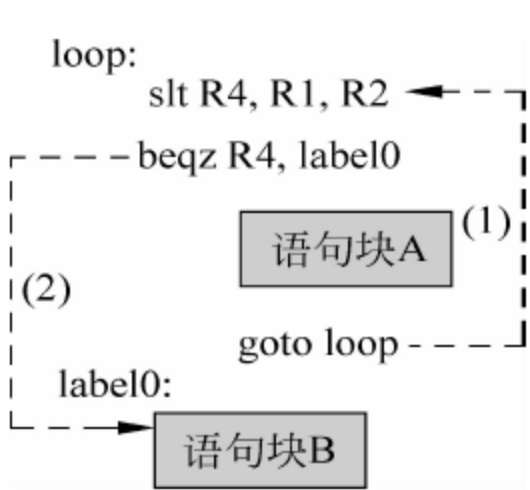 loop:
slt R4, R1, R2
beqz R4, label0
(1)
语句块A
(2)
goto loop
label0:
语句块B